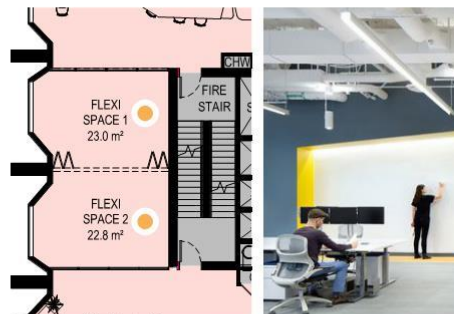 CHW
FIRE
STAIR
S
FLEXI
SPACE 1
23.0 m²
FLEXI
SPACE 2
22.8 m²